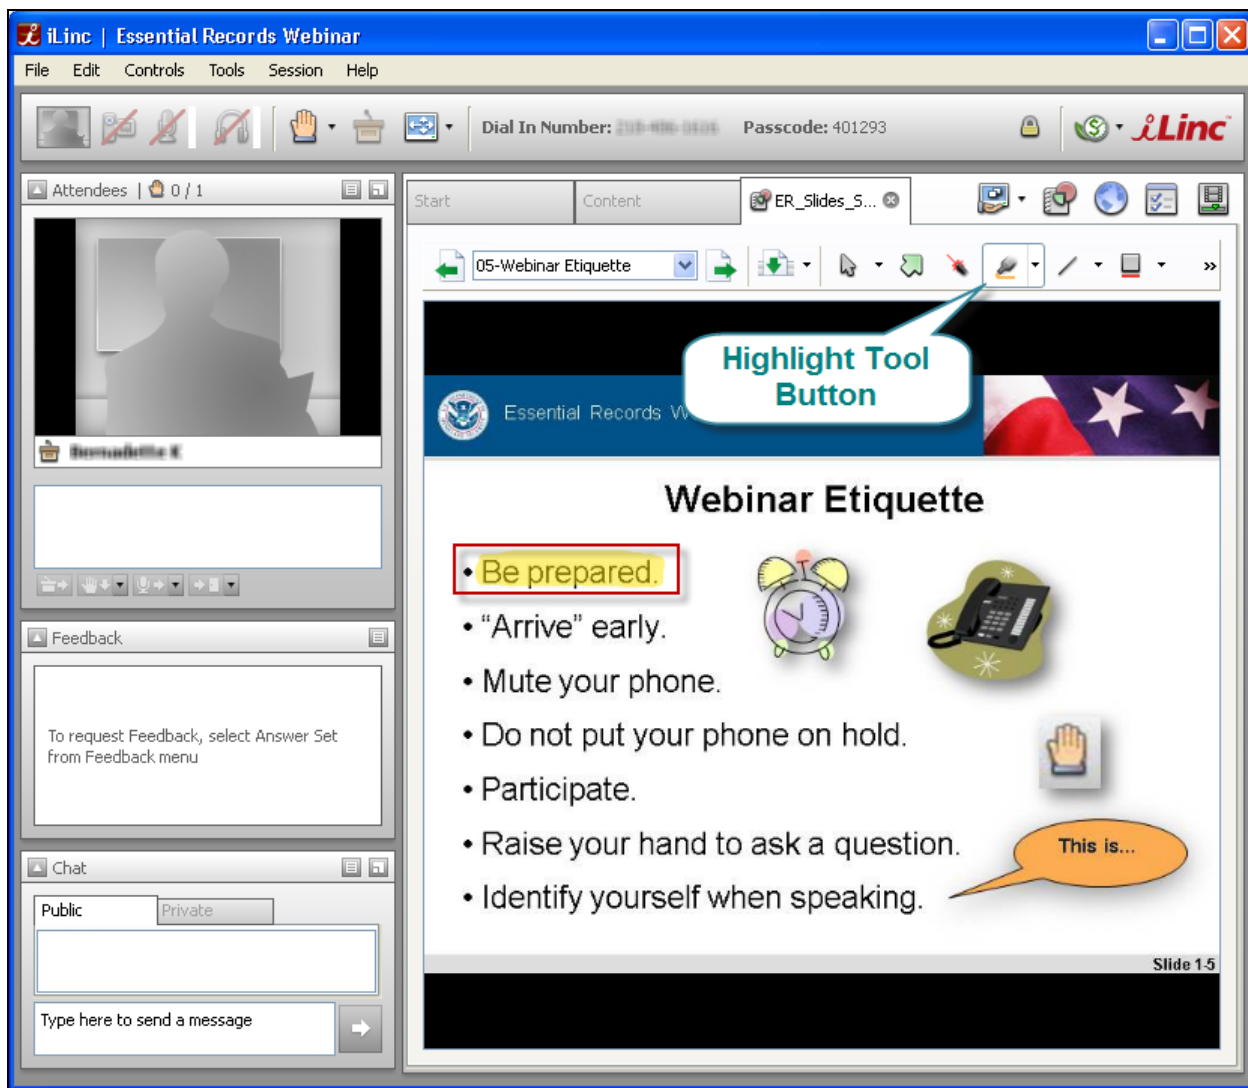 iLinc | Essential Records Webinar
File Edit Controls Tools Session Help
Dial In Number: Passcode: 401293
iLinc
Attendees | 0 / 1
Start Content ER_Slides_S...
05-Webinar Etiquette
»
Highlight Tool
Button
Essential Records W
Webinar Etiquette
• Be prepared.
• “Arrive” early.
• Mute your phone.
• Do not put your phone on hold.
• Participate.
• Raise your hand to ask a question.
• Identify yourself when speaking.
This is...
Slide 1-5
Feedback
To request Feedback, select Answer Set
from Feedback menu
Chat
Public Private
Type here to send a message